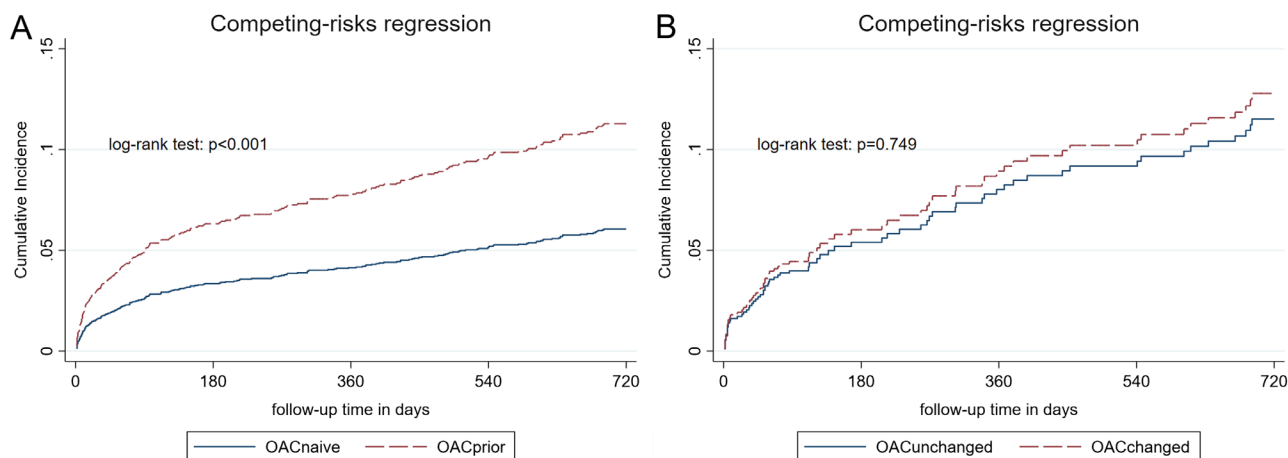 A
Competing-risks regression
.15
.1
.05
0
Cumulative Incidence
log-rank test: p<0.001
0 180 360 540 720
follow-up time in days
OACnaive OACprior
B
Competing-risks regression
.15
.1
.05
0
Cumulative Incidence
log-rank test: p=0.749
0 180 360 540 720
follow-up time in days
OACunchanged OACchanged